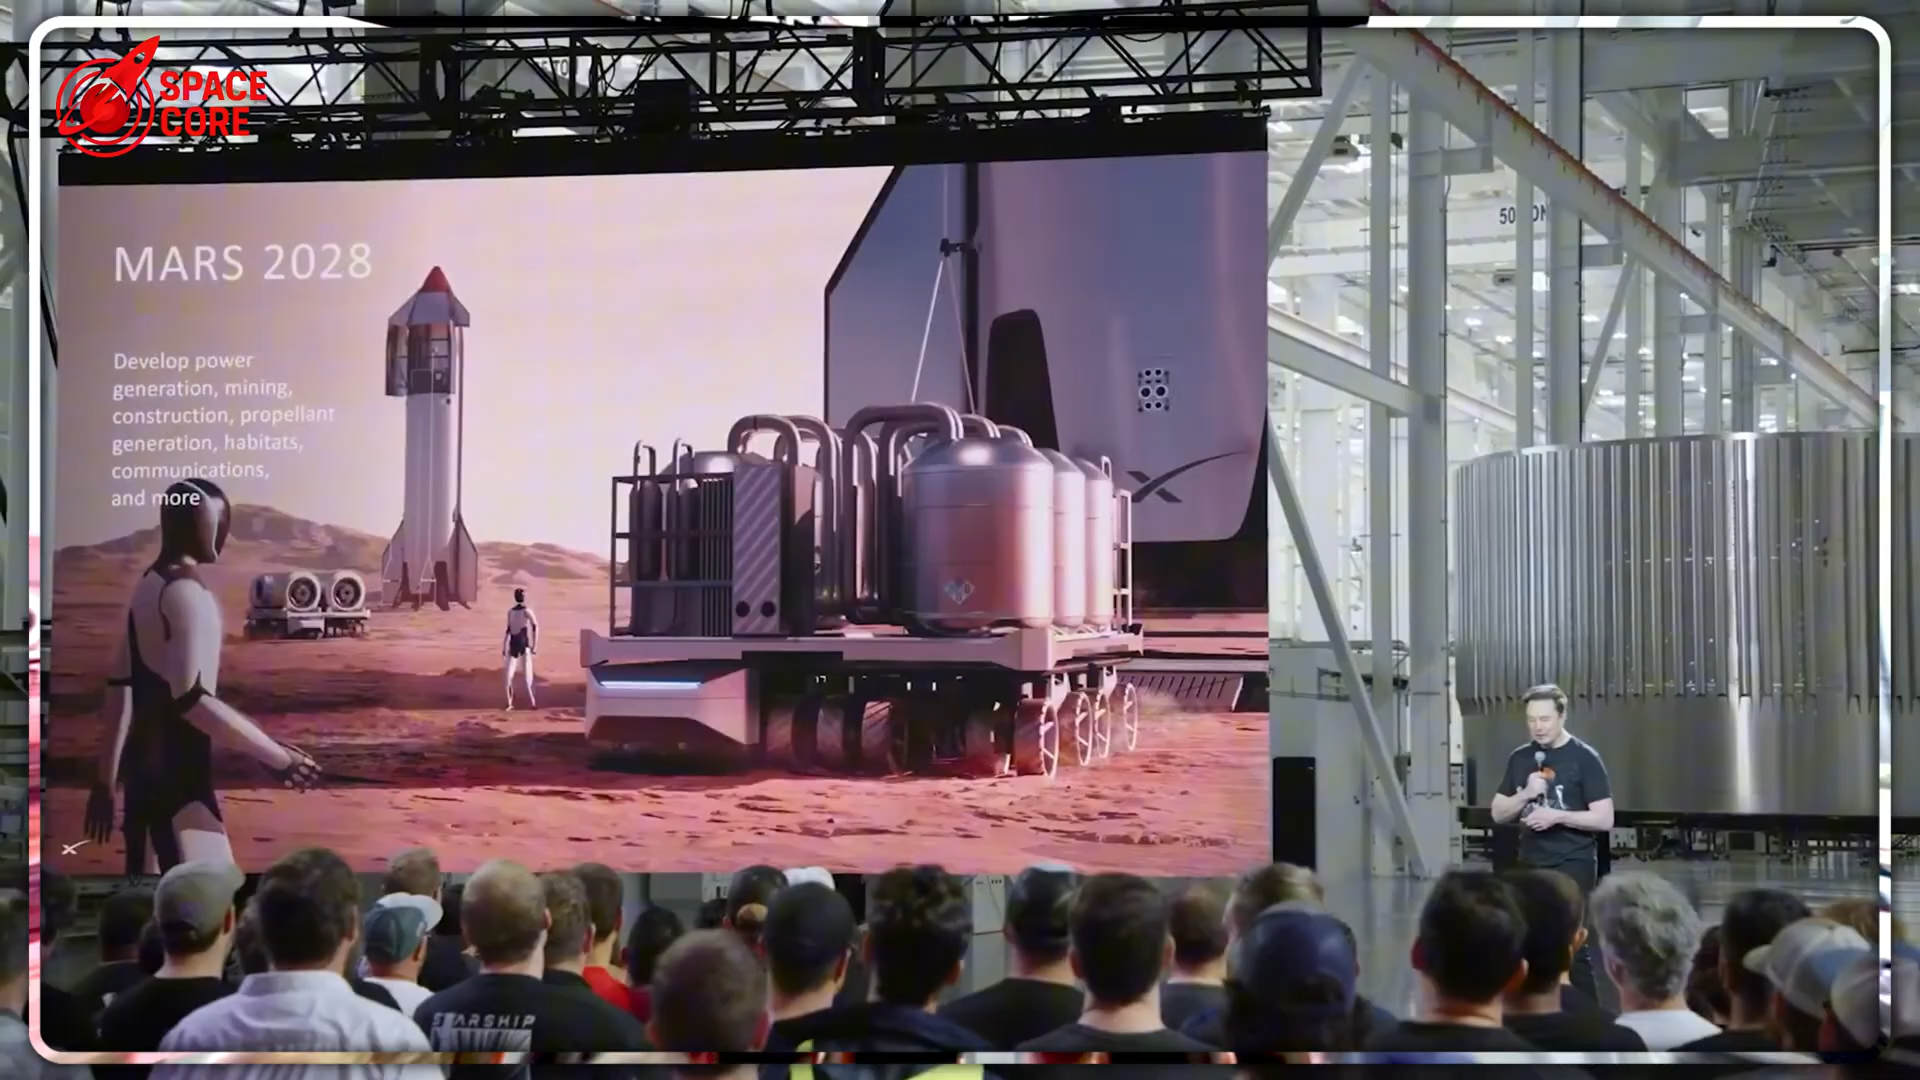 SPACE
CORE
MARS 2028
Develop power
generation, mining,
construction, propellant
generation, habitats,
communications,
and more
STARSHIP